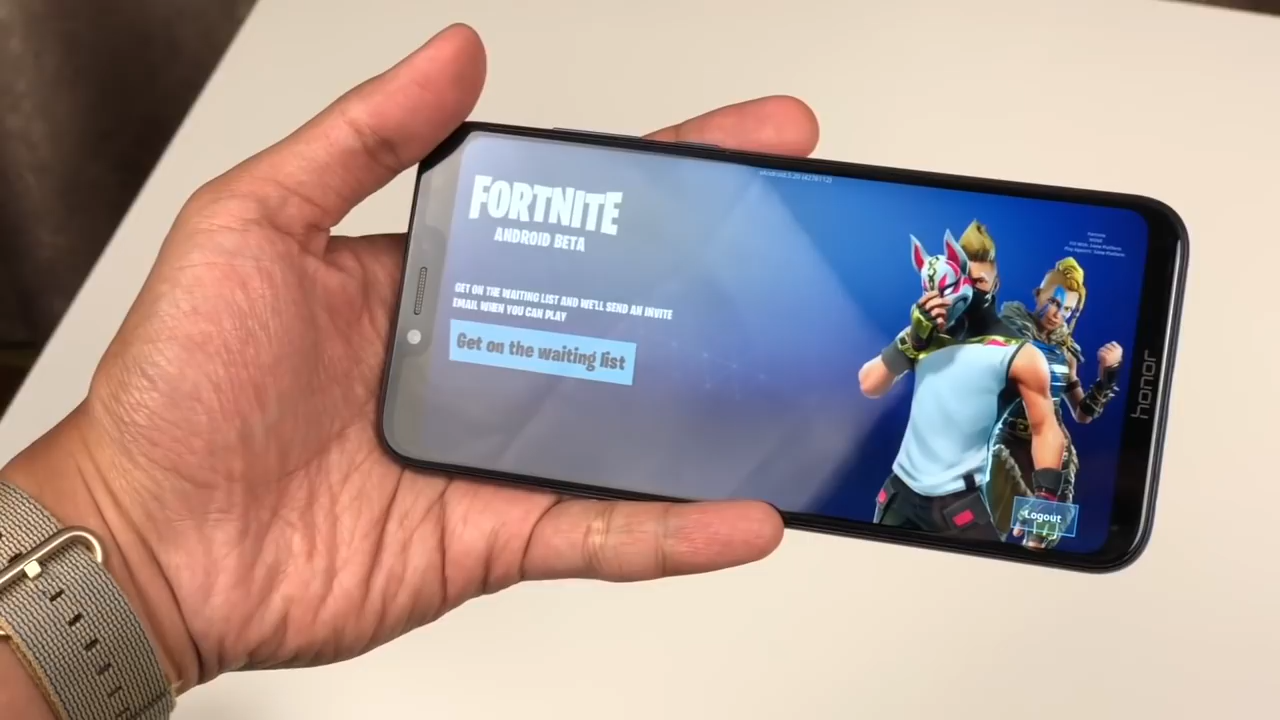 FORTNITE
ANDROID BETA
GET ON THE WAITING LIST AND WE'LL SEND AN INVITE
EMAIL WHEN YOU CAN PLAY
Get on the waiting list
Logout
honor